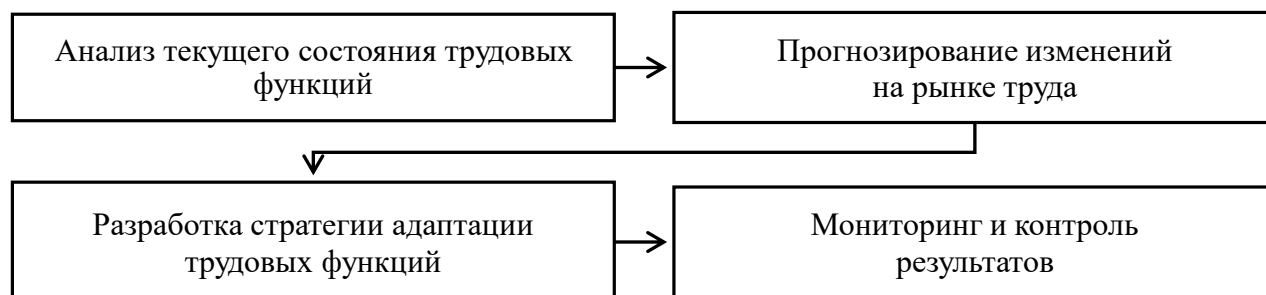 Анализ текущего состояния трудовых
функций
Прогнозирование изменений
на рынке труда
Разработка стратегии адаптации
трудовых функций
Мониторинг и контроль
результатов